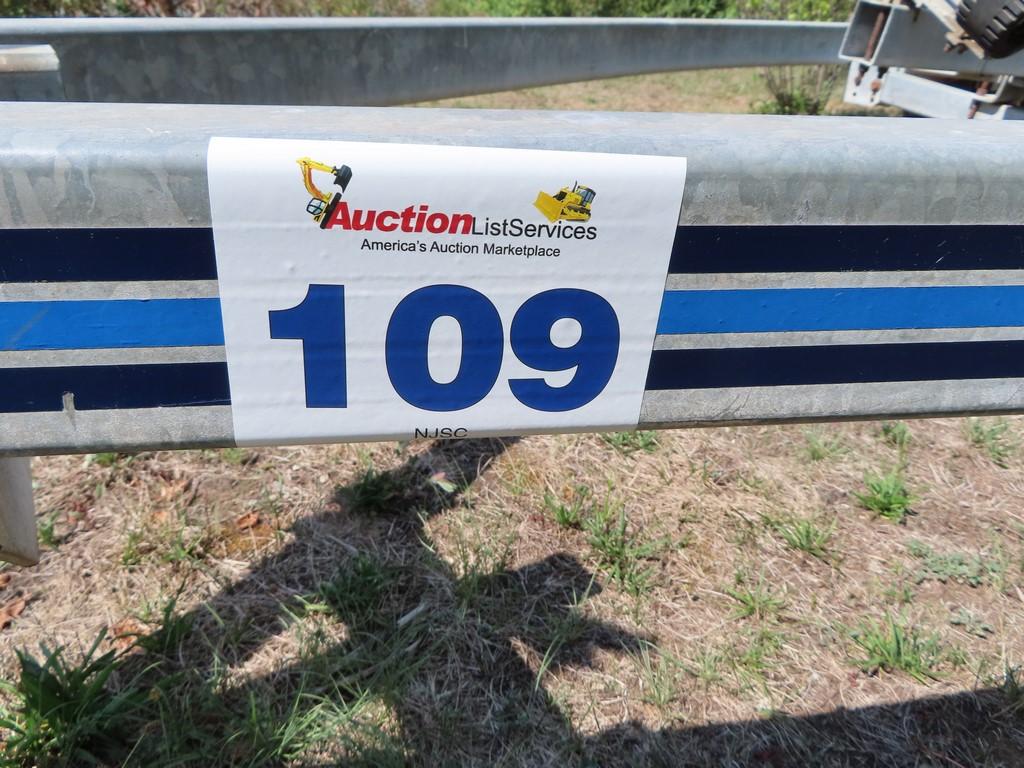 AuctionListServices
America's Auction Marketplace
109
NJSC